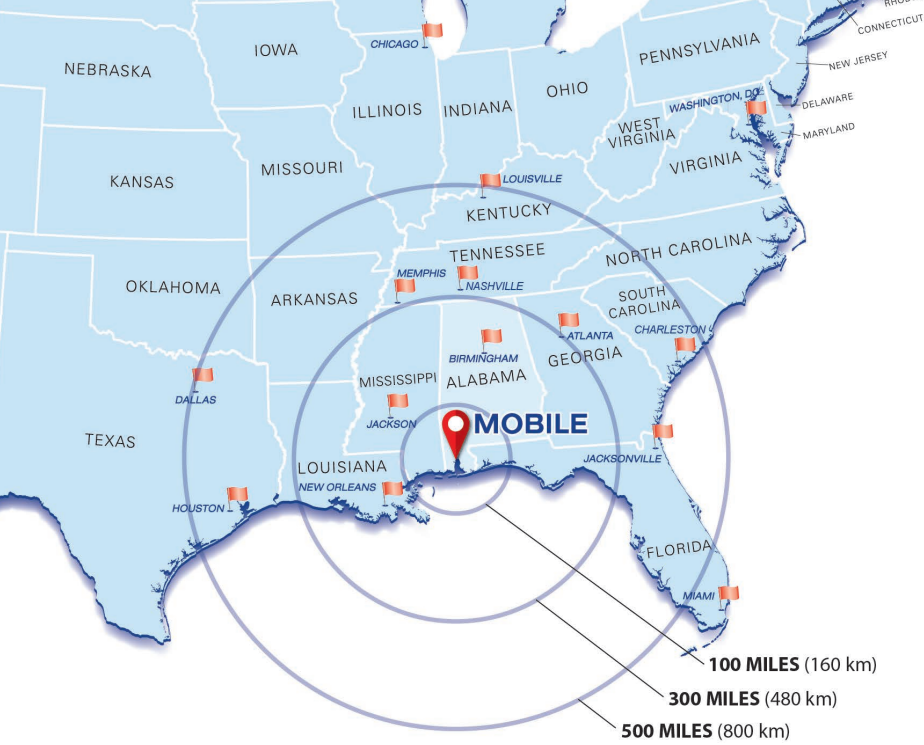 RHOD
CONNECTICUT
NEW JERSEY
DELAWARE
MARYLAND
PENNSYLVANIA
WASHINGTON, DC
CHICAGO
IOWA
NEBRASKA
ILLINOIS
INDIANA
OHIO
WEST
VIRGINIA
VIRGINIA
KANSAS
MISSOURI
LOUISVILLE
KENTUCKY
NORTH CAROLINA
TENNESSEE
MEMPHIS
NASHVILLE
OKLAHOMA
ARKANSAS
SOUTH
CAROLINA
CHARLESTON
ATLANTA
GEORGIA
BIRMINGHAM
ALABAMA
MISSISSIPPI
JACKSON
DALLAS
TEXAS
MOBILE
JACKSONVILLE
LOUISIANA
NEW ORLEANS
HOUSTON
FLORIDA
MIAMI
100 MILES (160 km)
300 MILES (480 km)
500 MILES (800 km)